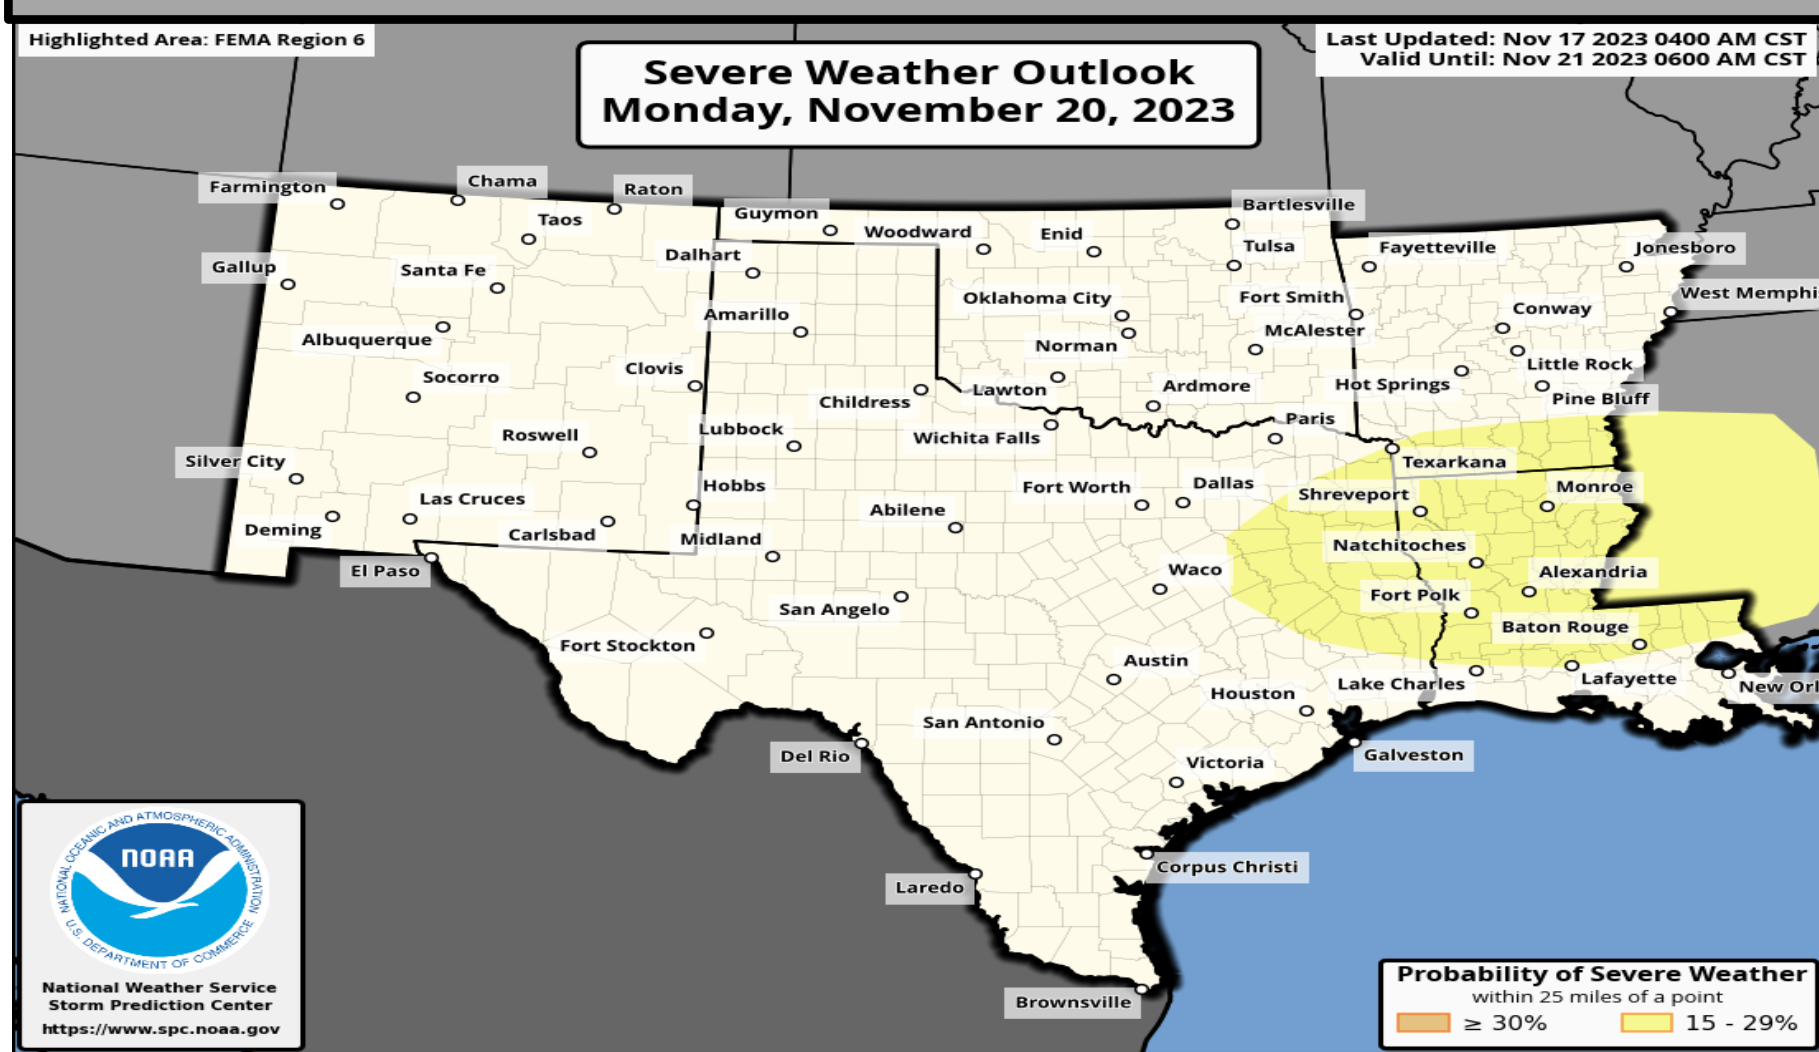 Highlighted Area: FEMA Region 6
Severe Weather Outlook
Monday, November 20, 2023
Last Updated: Nov 17 2023 0400 AM CST
Valid Until: Nov 21 2023 0600 AM CST
Farmington
Chama
Raton
Taos
Guymon
Woodward
Enid
Bartlesville
Tulsa
Fayetteville
Jonesboro
Gallup
Santa Fe
Dalhart
Oklahoma City
Fort Smith
West Memphi
Amarillo
Conway
Albuquerque
Norman
McAlester
Little Rock
Socorro
Clovis
Childress
Lawton
Ardmore
Hot Springs
Pine Bluff
Roswell
Lubbock
Wichita Falls
Paris
Silver City
Texarkana
Las Cruces
Hobbs
Fort Worth
Dallas
Shreveport
Monroe
Deming
Carlsbad
Midland
Abilene
Natchitoches
El Paso
Waco
Alexandria
San Angelo
Fort Polk
Fort Stockton
Baton Rouge
Austin
Houston
Lake Charles
Lafayette
New Orl
San Antonio
Del Rio
Galveston
Victoria
Laredo
Corpus Christi
Brownsville
NATIONAL OCEANIC AND ATMOSPHERIC ADMINISTRATION
NOAA
U.S. DEPARTMENT OF COMMERCE
National Weather Service
Storm Prediction Center
https://www.spc.noaa.gov
Probability of Severe Weather
within 25 miles of a point
≥ 30%
15 - 29%